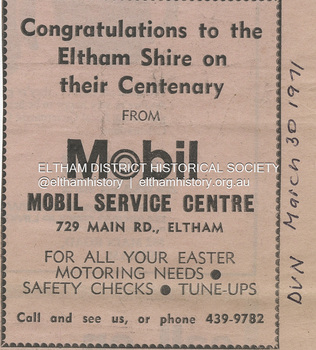 Congratulations to the
Eltham Shire on
their Centenary
FROM
Mobil
ELTHAM DISTRICT HISTORICAL SOCIETY
@elthamhistory | elthamhistory.org.au
MOBIL SERVICE CENTRE
729 MAIN RD., ELTHAM
FOR ALL YOUR EASTER
MOTORING NEEDS ●
SAFETY CHECKS ● TUNE-UPS
Call and see us, or phone 439-9782
DVN March 30 1971